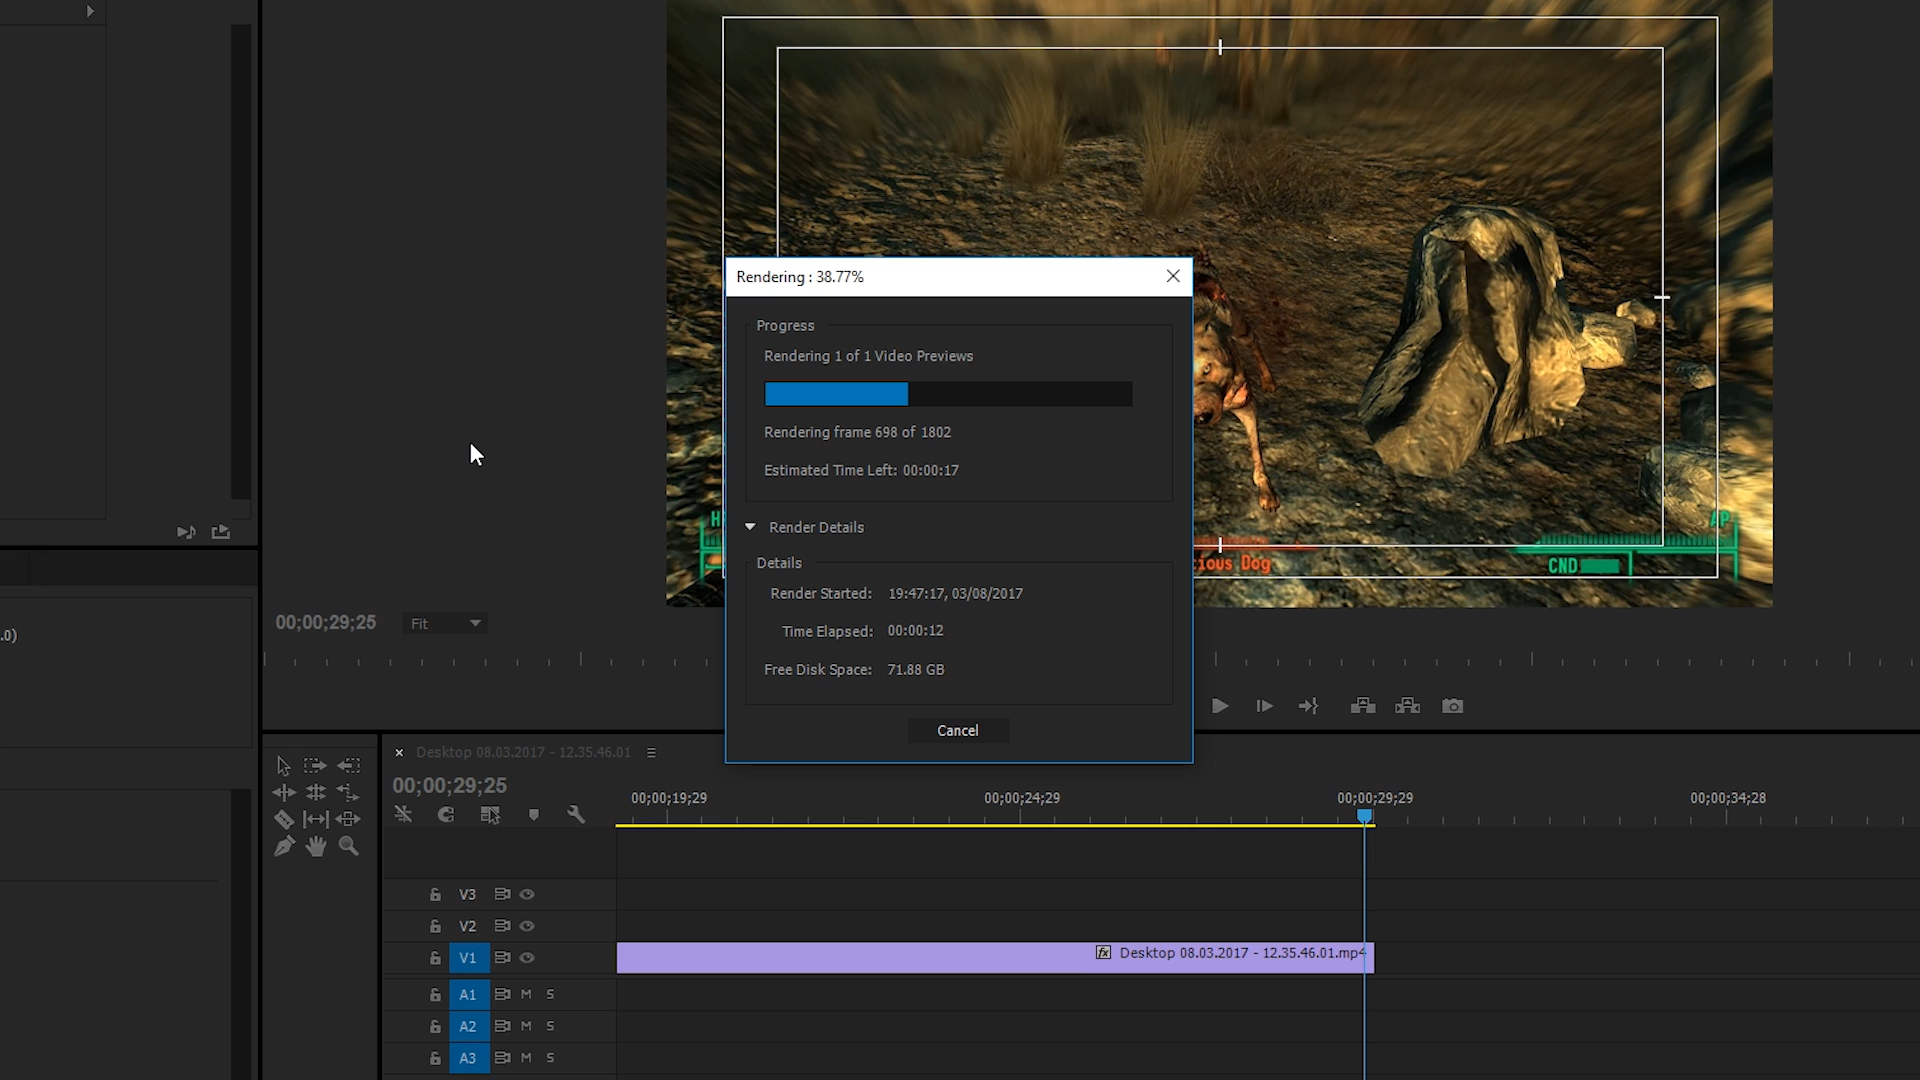 Rendering : 38.77%
Progress
Rendering 1 of 1 Video Previews
Rendering frame 698 of 1802
Estimated Time Left: 00:00:17
Render Details
Details
Render Started: 19:47:17, 03/08/2017
Time Elapsed: 00:00:12
Free Disk Space: 71.88 GB
Cancel
H
AP
ious Dog
CND
.0)
00;00;29;25
Fit
Desktop 08.03.2017 - 12.35.46.01
00;00;29;25
00;00;19;29
00;00;24;29
00;00;29;29
00;00;34;28
V3
V2
V1
fx Desktop 08.03.2017 - 12.35.46.01.mp4
A1 M S
A2 M S
A3 M S